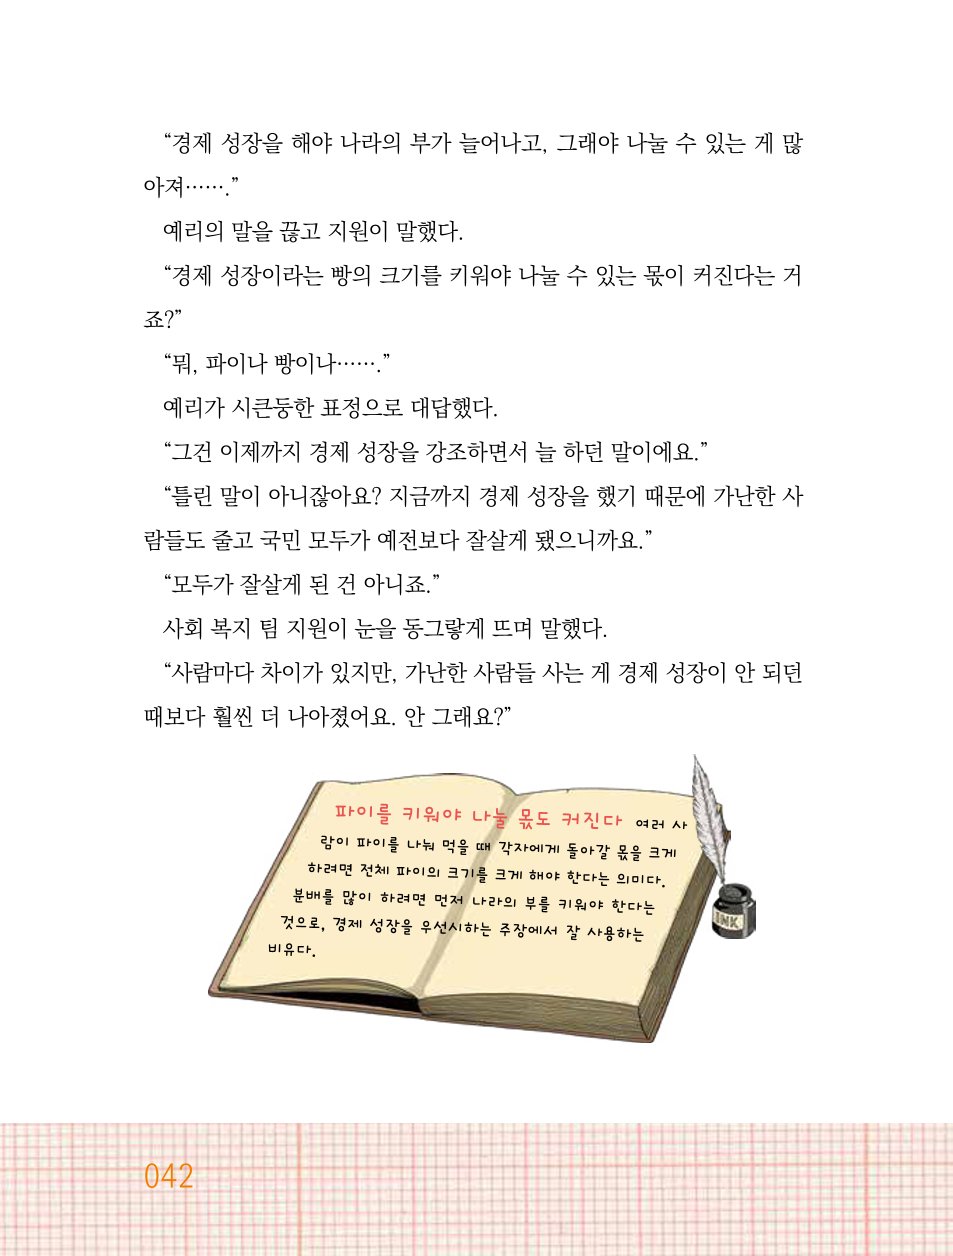 “경제 성장을 해야 나라의 부가 늘어나고, 그래야 나눌 수 있는 게 많
아져…….”
예리의 말을 끊고 지원이 말했다.
“경제 성장이라는 빵의 크기를 키워야 나눌 수 있는 몫이 커진다는 거
죠?”
“뭐, 파이나 빵이나…….”
예리가 시큰둥한 표정으로 대답했다.
“그건 이제까지 경제 성장을 강조하면서 늘 하던 말이에요.”
“틀린 말이 아니잖아요? 지금까지 경제 성장을 했기 때문에 가난한 사
람들도 줄고 국민 모두가 예전보다 잘살게 됐으니까요.”
“모두가 잘살게 된 건 아니죠.”
사회 복지 팀 지원이 눈을 동그랗게 뜨며 말했다.
“사람마다 차이가 있지만, 가난한 사람들 사는 게 경제 성장이 안 되던
때보다 훨씬 더 나아졌어요. 안 그래요?”
파이를 키워야 나눌 몫도 커진다 여러 사
람이 파이를 나눠 먹을 때 각자에게 돌아갈 몫을 크게
하려면 전체 파이의 크기를 크게 해야 한다는 의미다.
분배를 많이 하려면 먼저 나라의 부를 키워야 한다는
것으로, 경제 성장을 우선시하는 주장에서 잘 사용하는
비유다.
INK
042